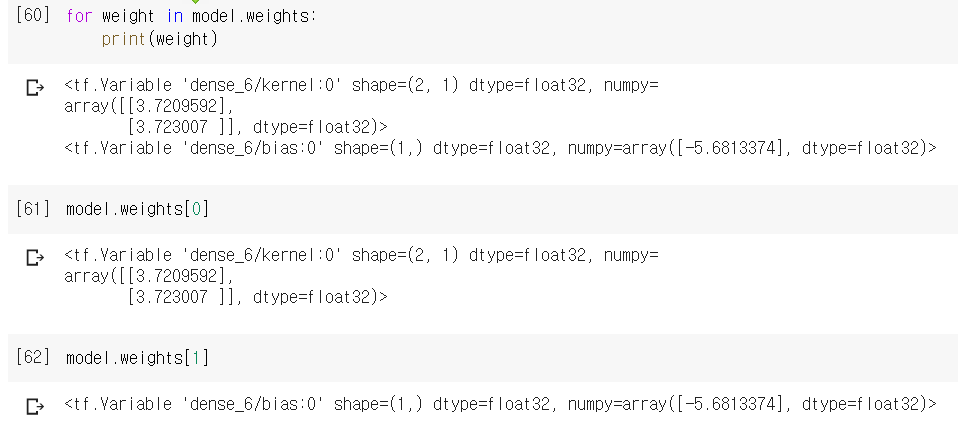 [60] for weight in model.weights:
print(weight)
<tf.Variable 'dense_6/kernel:0' shape=(2, 1) dtype=float32, numpy=
array([[3.7209592],
[3.723007 ]], dtype=float32)>
<tf.Variable 'dense_6/bias:0' shape=(1,) dtype=float32, numpy=array([-5.6813374], dtype=float32)>
[61] model.weights[0]
<tf.Variable 'dense_6/kernel:0' shape=(2, 1) dtype=float32, numpy=
array([[3.7209592],
[3.723007 ]], dtype=float32)>
[62] model.weights[1]
<tf.Variable 'dense_6/bias:0' shape=(1,) dtype=float32, numpy=array([-5.6813374], dtype=float32)>